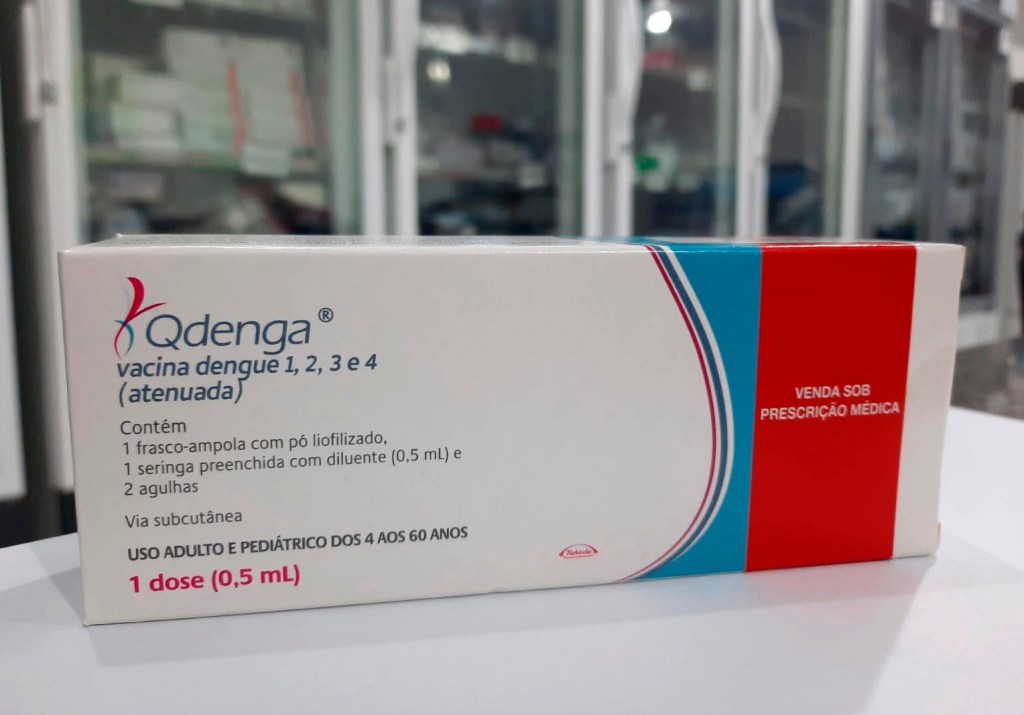 Qdenga®
vacina dengue 1, 2, 3 e 4
(atenuada)
Contém
1 frasco-ampola com pó liofilizado,
1 seringa preenchida com diluente (0,5 mL) e
2 agulhas
Via subcutânea
USO ADULTO E PEDIÁTRICO DOS 4 AOS 60 ANOS
1 dose (0,5 mL)
Takeda
VENDA SOB
PRESCRIÇÃO MÉDICA